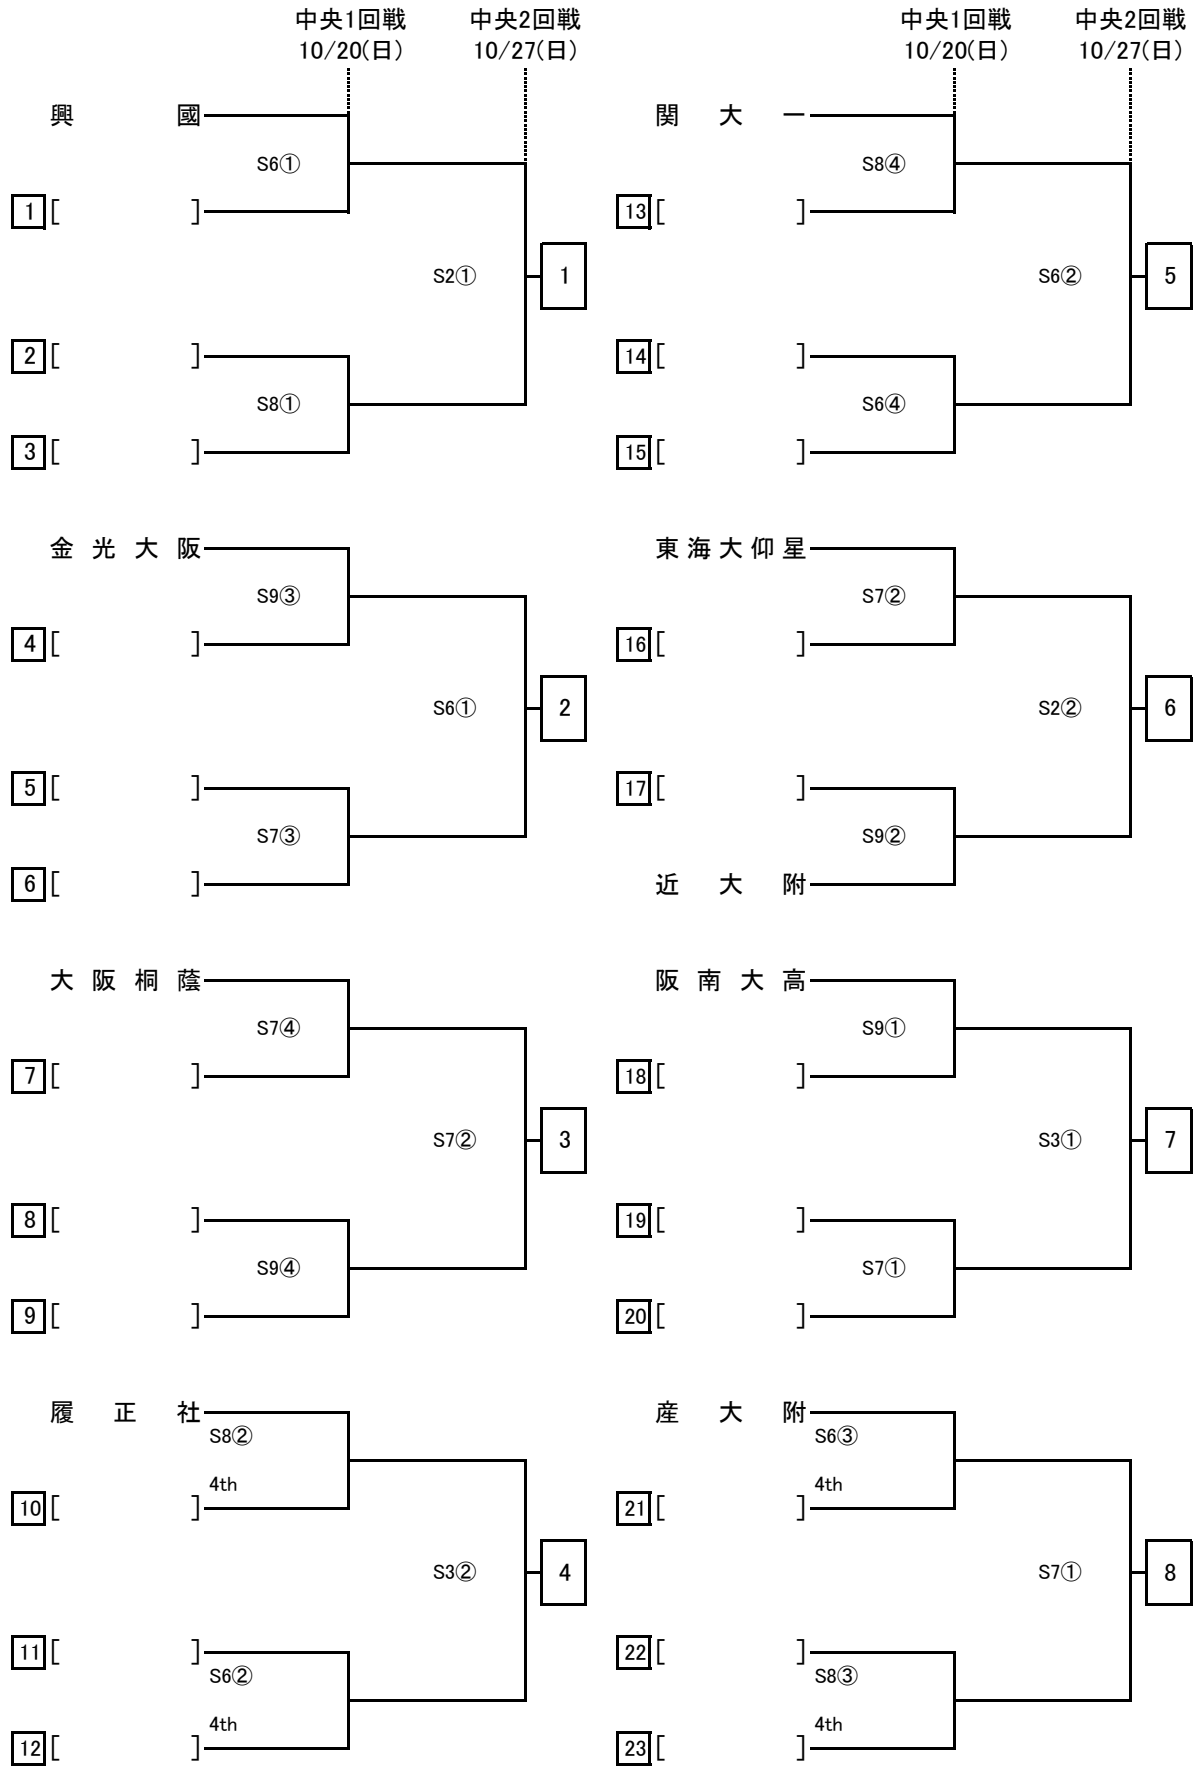 中央1回戦 中央2回戦
10/20(日) 10/27(日)
興國
S6①
1 [ ]
S2① 1
2 [ ]
S8①
3 [ ]
金光大阪
S9③
4 [ ]
S6① 2
5 [ ]
S7③
6 [ ]
大阪桐蔭
S7④
7 [ ]
S7② 3
8 [ ]
S9④
9 [ ]
履正社
S8②
4th
10 [ ]
S3② 4
11 [ ]
S6②
4th
12 [ ]
中央1回戦 中央2回戦
10/20(日) 10/27(日)
関大一
S8④
13 [ ]
S6② 5
14 [ ]
S6④
15 [ ]
東海大仰星
S7②
16 [ ]
S2② 6
17 [ ]
S9②
近大附
阪南大高
S9①
18 [ ]
S3① 7
19 [ ]
S7①
20 [ ]
産大附
S6③
4th
21 [ ]
S7① 8
22 [ ]
S8③
4th
23 [ ]